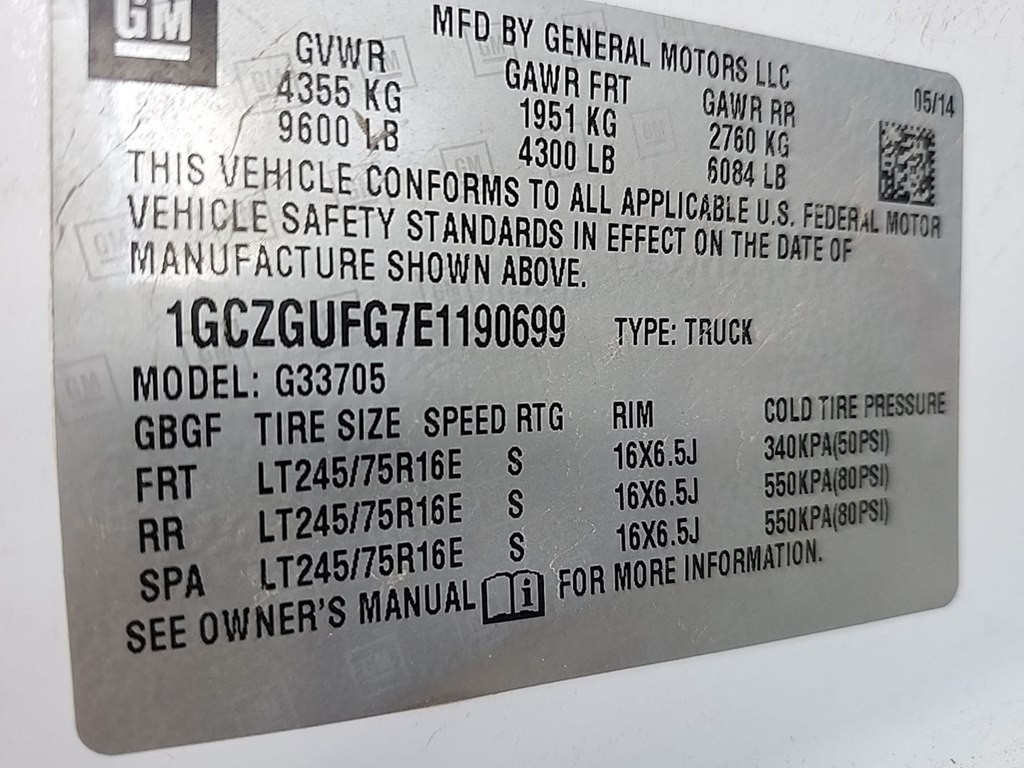 GM
MFD BY GENERAL MOTORS LLC
GVWR GAWR FRT GAWR RR 05/14
4355 KG 1951 KG 2760 KG
9600 LB 4300 LB 6084 LB
THIS VEHICLE CONFORMS TO ALL APPLICABLE U.S. FEDERAL MOTOR
VEHICLE SAFETY STANDARDS IN EFFECT ON THE DATE OF
MANUFACTURE SHOWN ABOVE.
1GCZGUFG7E1190699 TYPE: TRUCK
MODEL: G33705
GBGF TIRE SIZE SPEED RTG RIM COLD TIRE PRESSURE
FRT LT245/75R16E S 16X6.5J 340KPA(50PSI)
RR LT245/75R16E S 16X6.5J 550KPA(80PSI)
SPA LT245/75R16E S 16X6.5J 550KPA(80PSI)
SEE OWNER'S MANUAL i FOR MORE INFORMATION.